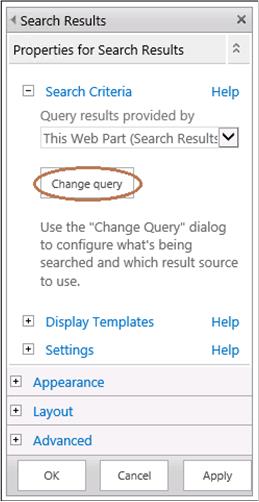 Search Results
Properties for Search Results
Search Criteria Help
Query results provided by
This Web Part (Search Results
Change query
Use the "Change Query" dialog
to configure what's being
searched and which result source
to use.
Display Templates Help
Settings Help
Appearance
Layout
Advanced
OK Cancel Apply